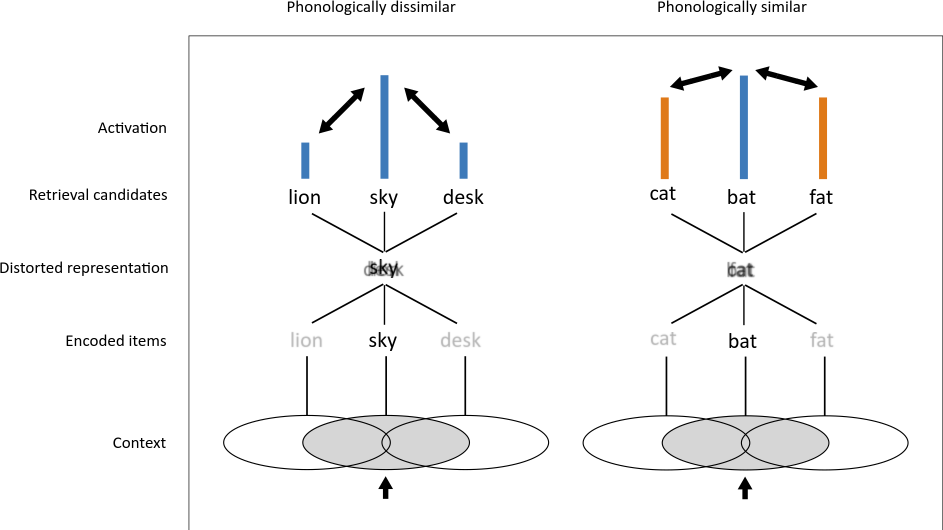 Phonologically dissimilar
Phonologically similar
Activation
Retrieval candidates
lion sky desk
cat bat fat
Distorted representation
sky
Encoded items
lion sky desk
cat bat fat
Context